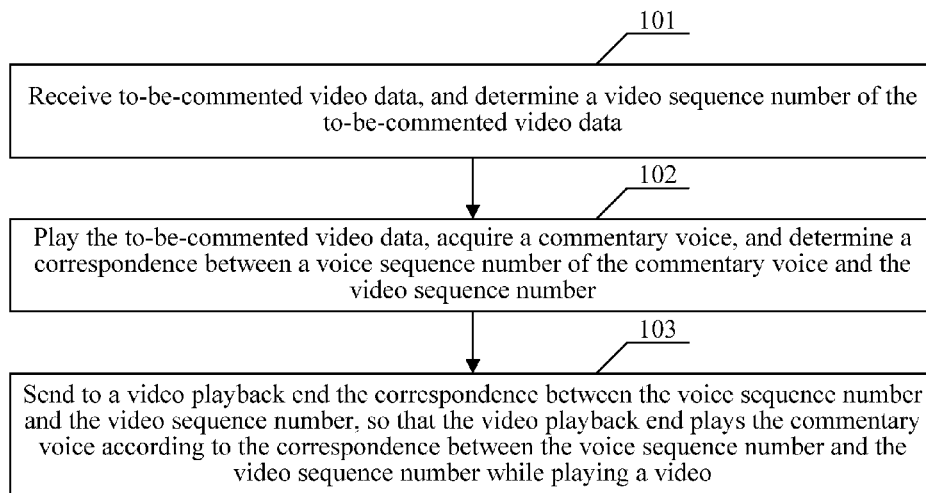 101
Receive to-be-commented video data, and determine a video sequence number of the
to-be-commented video data
102
Play the to-be-commented video data, acquire a commentary voice, and determine a
correspondence between a voice sequence number of the commentary voice and the
video sequence number
103
Send to a video playback end the correspondence between the voice sequence number
and the video sequence number, so that the video playback end plays the commentary
voice according to the correspondence between the voice sequence number and the
video sequence number while playing a video